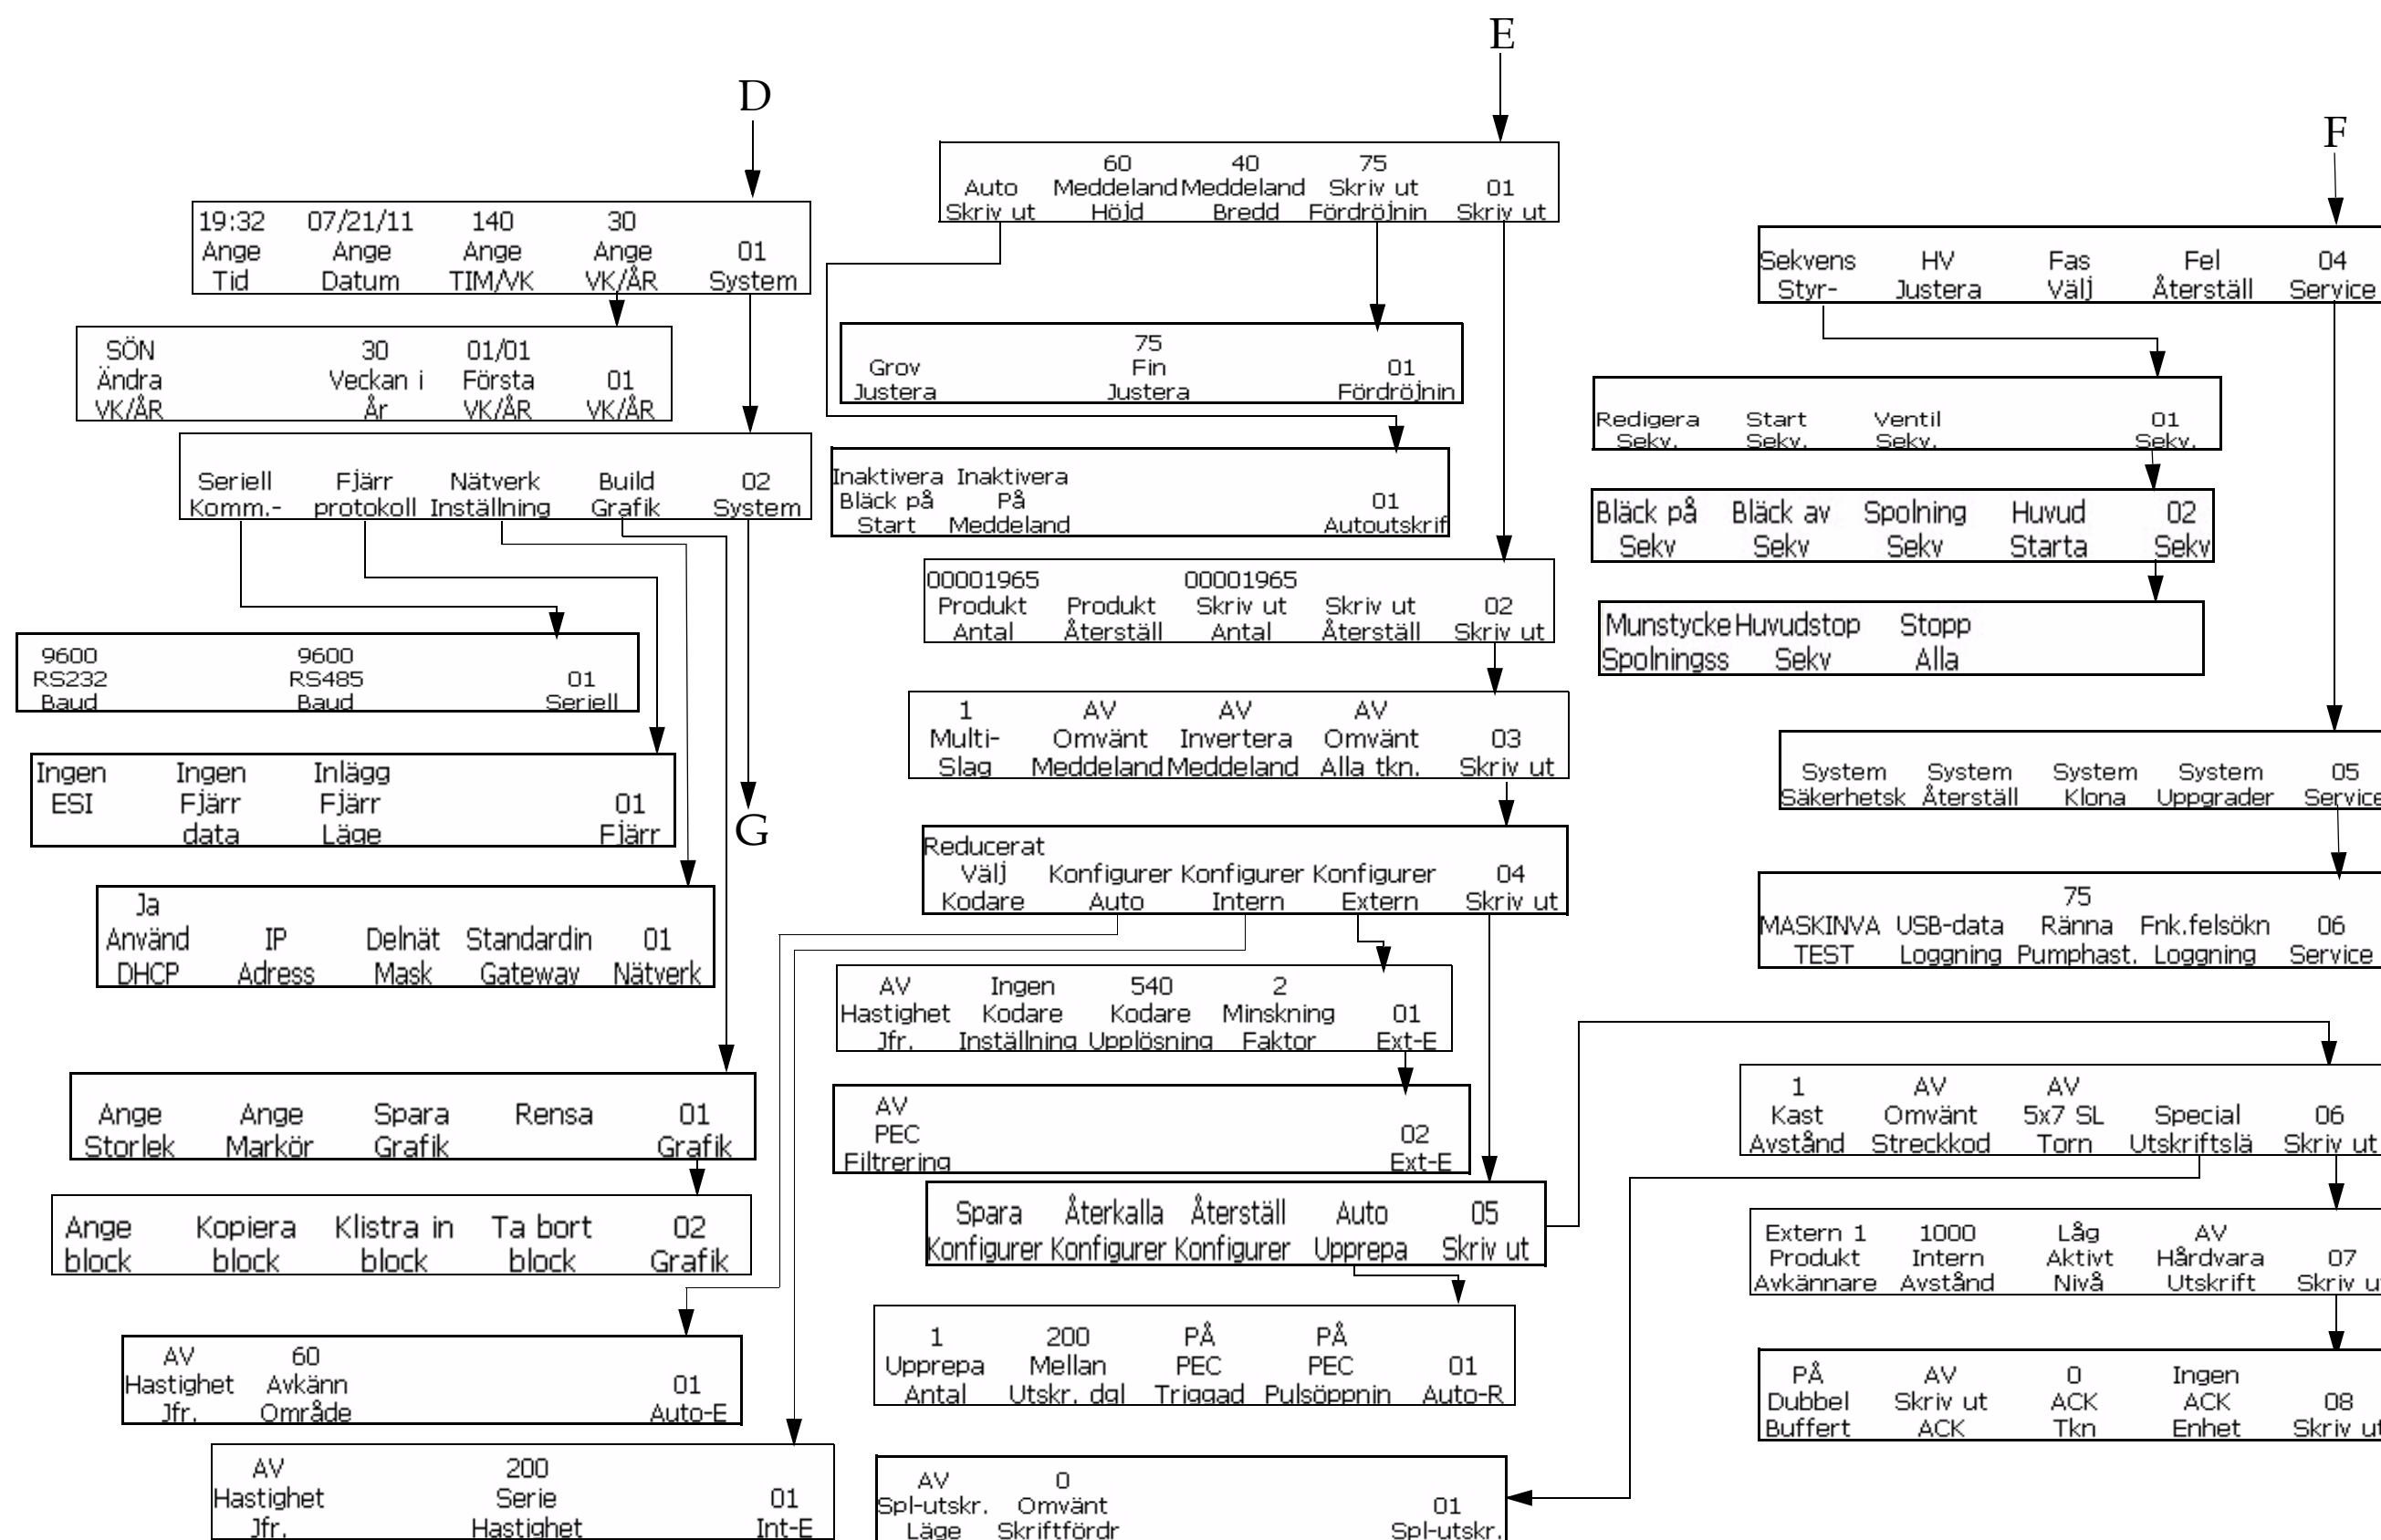 E
D
F
60 40 75
Auto Meddeland Meddeland Skriv ut 01
Skriv ut Höjd Bredd Fördröjnin Skriv ut
19:32 07/21/11 140 30
Ange Ange Ange Ange 01
Tid Datum TIM/VK VK/ÅR System
Sekvens HV Fas Fel 04
Styr- Justera Välj Återställ Service
SÖN 30 01/01
Ändra Veckan i Första 01
VK/ÅR År VK/ÅR VK/ÅR
75
Grov Fin 01
Justera Justera Fördröjnin
Redigera Start Ventil 01
Sekv. Sekv. Sekv. Sekv.
Seriell Fjärr Nätverk Build 02
Komm.- protokoll Inställning Grafik System
Inaktivera Inaktivera
Bläck på På 01
Start Meddeland Autoutskrif
Bläck på Bläck av Spolning Huvud 02
Sekv Sekv Sekv Starta Sekv
00001965 00001965
Produkt Produkt Skriv ut Skriv ut 02
Antal Återställ Antal Återställ Skriv ut
Munstycke Huvudstop Stopp
Spolningss Sekv Alla
9600 9600
RS232 RS485 01
Baud Baud Seriell
1 AV AV AV
Multi- Omvänt Invertera Omvänt 03
Slag Meddeland Meddeland Alla tkn. Skriv ut
System System System System 05
Säkerhetsk Återställ Klona Uppgrader Service
Ingen Ingen Inlägg
ESI Fjärr Fjärr 01
data Läge Fjärr
G
Reducerat
Välj Konfigurer Konfigurer Konfigurer 04
Kodare Auto Intern Extern Skriv ut
75
MASKINVA USB-data Ränna Fnk.felsökn 06
TEST Loggning Pumphast. Loggning Service
Ja
Använd IP Delnät Standardin 01
DHCP Adress Mask Gateway Nätverk
AV Ingen 540 2
Hastighet Kodare Kodare Minskning 01
Jfr. Inställning Upplösning Faktor Ext-E
1 AV AV
Kast Omvänt 5x7 SL Special 06
Avstånd Streckkod Torn Utskriftslä Skriv ut
Ange Ange Spara Rensa 01
Storlek Markör Grafik Grafik
AV
PEC 02
Filtrering Ext-E
Spara Återkalla Återställ Auto 05
Konfigurer Konfigurer Konfigurer Upprepa Skriv ut
Ange Kopiera Klistra in Ta bort 02
block block block block Grafik
Extern 1 1000 Låg AV
Produkt Intern Aktivt Hårdvara 07
Avkännare Avstånd Nivå Utskrift Skriv u
1 200 PÅ PÅ
Upprepa Mellan PEC PEC 01
Antal Utskr. dgl Triggad Pulsöppnin Auto-R
AV 60
Hastighet Avkänn 01
Jfr. Område Auto-E
PÅ AV 0 Ingen
Dubbel Skriv ut ACK ACK 08
Buffert ACK Tkn Enhet Skriv ut
AV 200
Hastighet Serie 01
Jfr. Hastighet Int-E
AV 0
Spl-utskr. Omvänt 01
Läge Skriftfördr Spl-utskr.